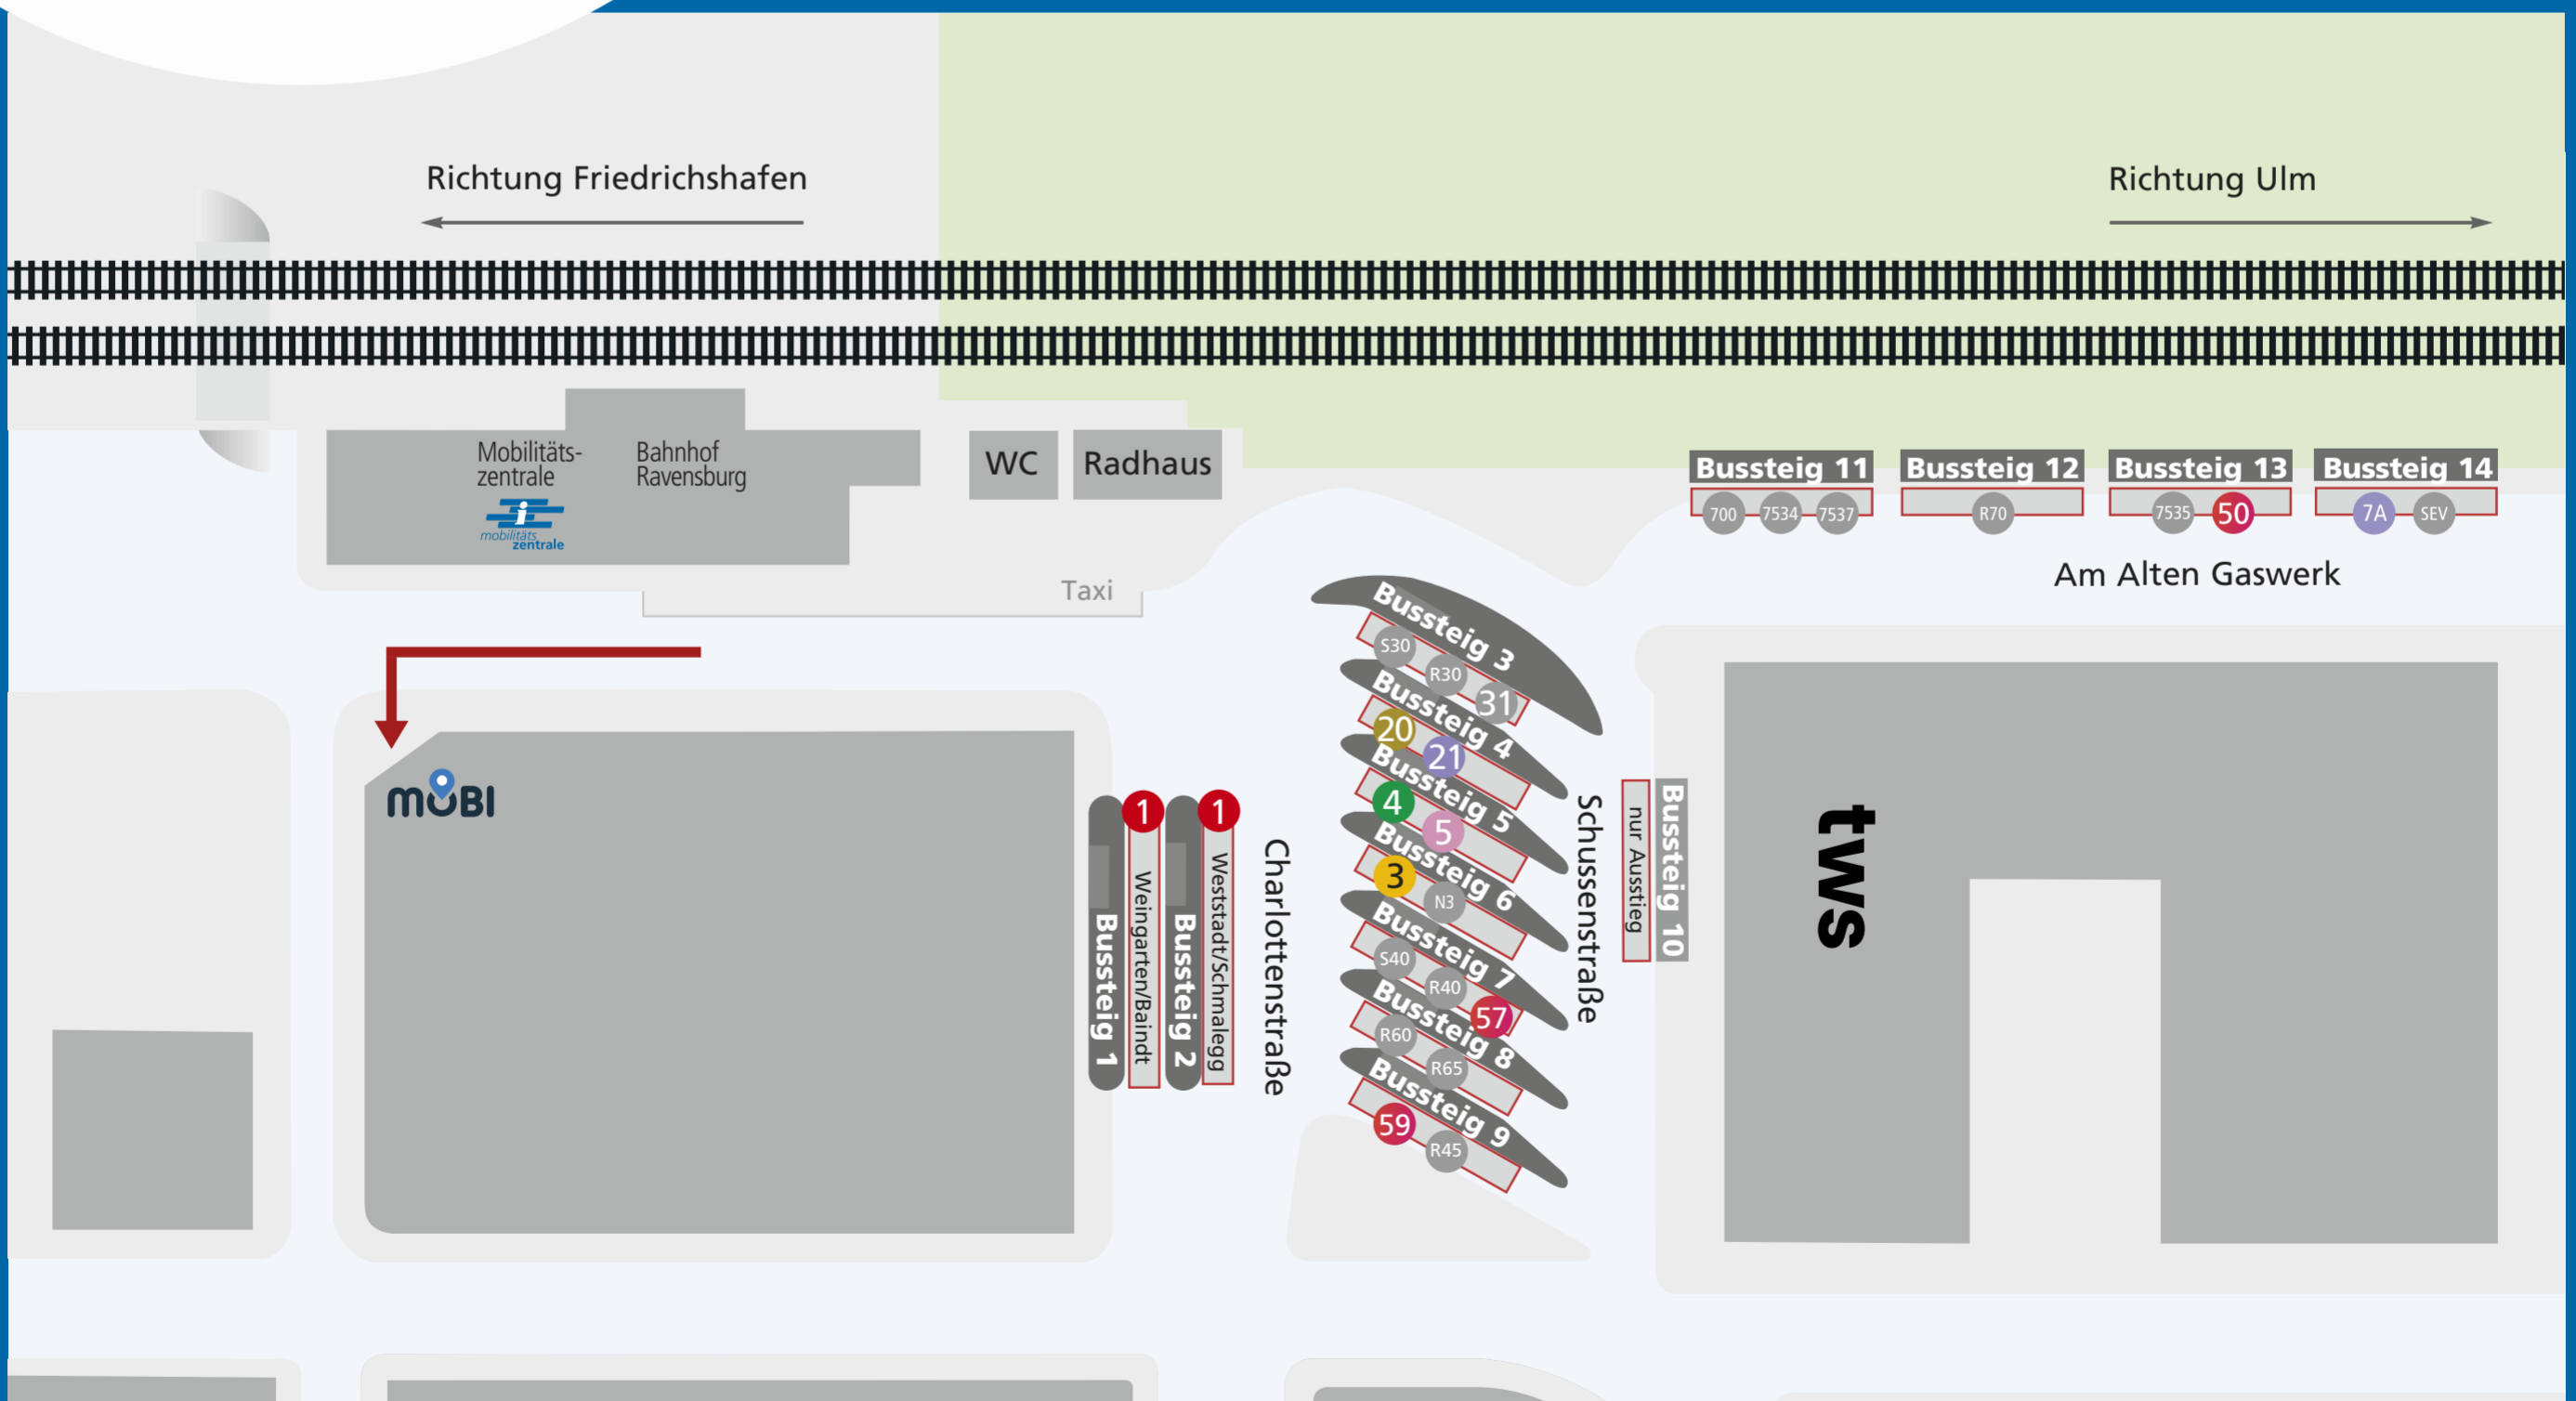 Richtung Friedrichshafen
Richtung Ulm
Mobilitäts-
zentrale
i
mobilitäts
zentrale
Bahnhof
Ravensburg
WC
Radhaus
Taxi
Bussteig 11
700
7534
7537
Bussteig 12
R70
Bussteig 13
7535
50
Bussteig 14
7A
SEV
Am Alten Gaswerk
mOBI
Bussteig 1
1
Weingarten/Baindt
Bussteig 2
1
Weststadt/Schmalegg
Charlottenstraße
Bussteig 3
S30
R30
31
Bussteig 4
20
21
Bussteig 5
4
5
Bussteig 6
3
N3
Bussteig 7
S40
R40
57
Bussteig 8
R60
R65
Bussteig 9
59
R45
Schussenstraße
nur Ausstieg
Bussteig 10
tws